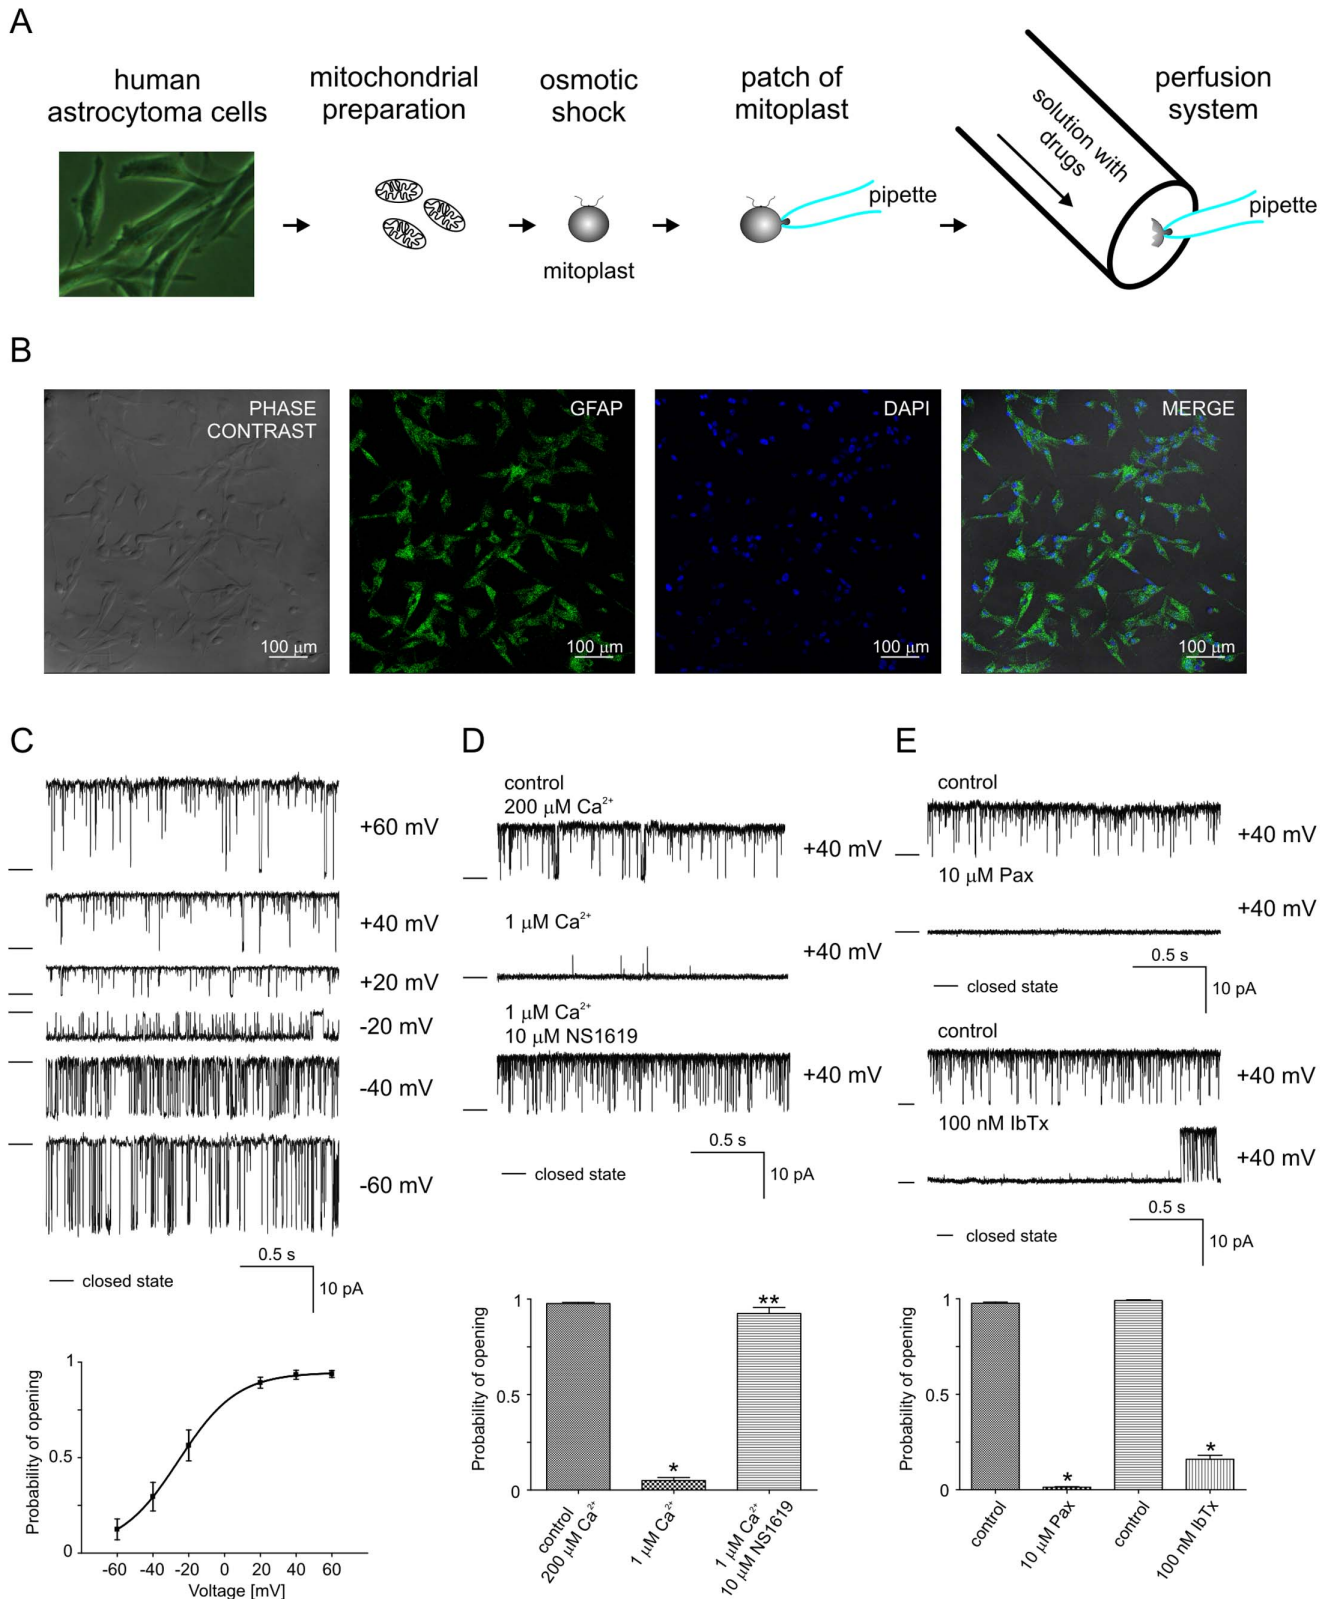 A
human
astrocytoma cells
mitochondrial
preparation
osmotic
shock
mitoplast
patch of
mitoplast
pipette
solution with
drugs
perfusion
system
pipette
B
PHASE
CONTRAST
100 μm
GFAP
100 μm
DAPI
100 μm
MERGE
100 μm
C
+60 mV
+40 mV
+20 mV
-20 mV
-40 mV
-60 mV
0.5 s
10 pA
closed state
Probability of opening
1
0.5
0
-60 -40 -20 0 20 40 60
Voltage [mV]
D
control
200 μM Ca²⁺
+40 mV
1 μM Ca²⁺
+40 mV
1 μM Ca²⁺
10 μM NS1619
+40 mV
0.5 s
10 pA
closed state
Probability of opening
1
0.5
0
*
**
control
200 μM Ca²⁺
1 μM Ca²⁺
1 μM Ca²⁺
10 μM NS1619
E
control
+40 mV
10 μM Pax
+40 mV
0.5 s
10 pA
closed state
control
+40 mV
100 nM IbTx
+40 mV
0.5 s
10 pA
closed state
Probability of opening
1
0.5
0
*
*
control
10 μM Pax
control
100 nM IbTx